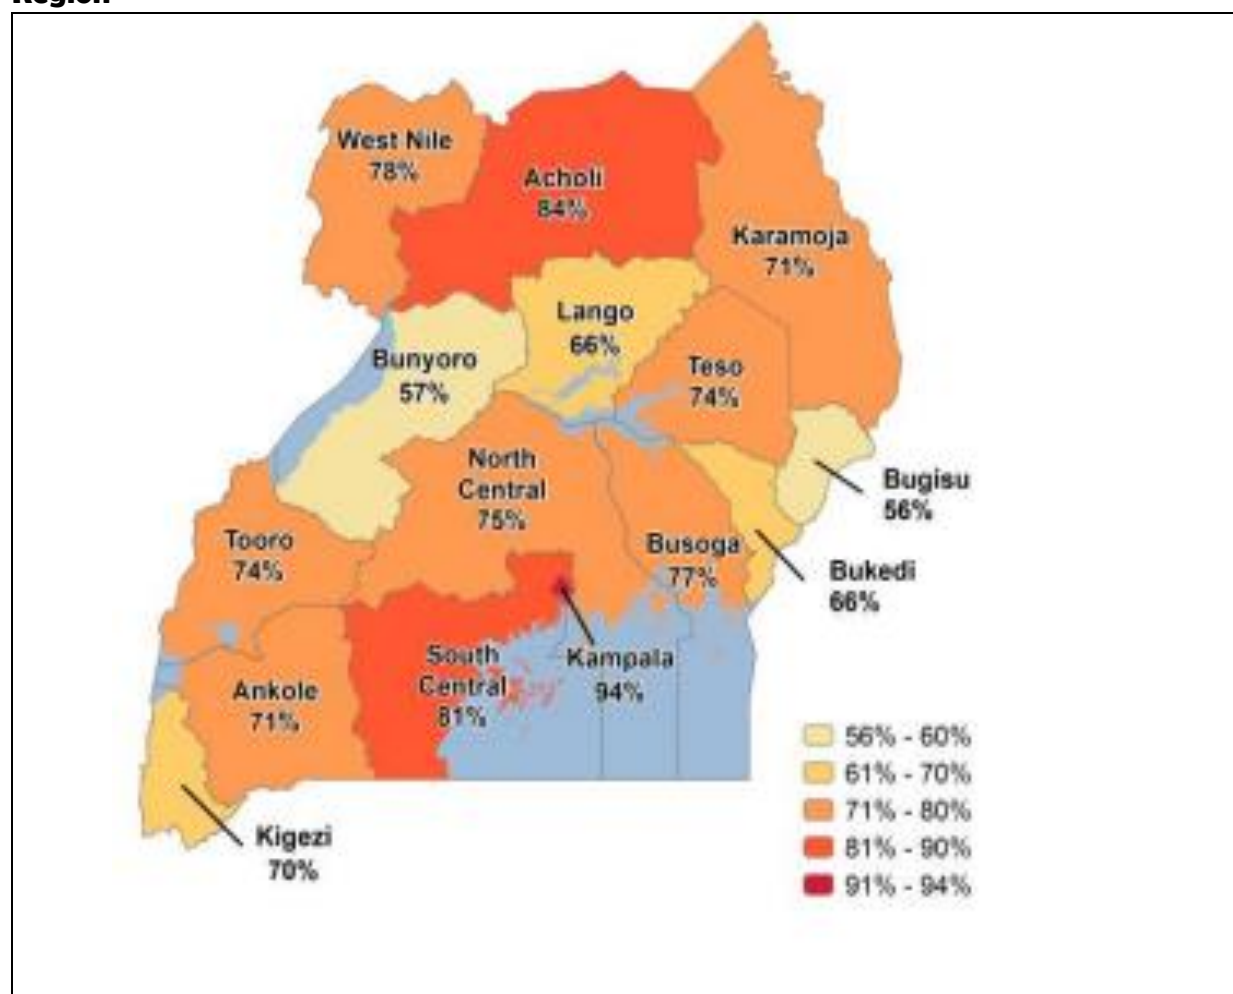 Region
West Nile
78%
Acholi
84%
Karamoja
71%
Lango
66%
Bunyoro
57%
Teso
74%
North
Central
75%
Bugisu
56%
Tooro
74%
Busoga
77%
Bukedi
66%
South
Central
81%
Kampala
94%
Ankole
71%
Kigezi
70%
56% - 60%
61% - 70%
71% - 80%
81% - 90%
91% - 94%